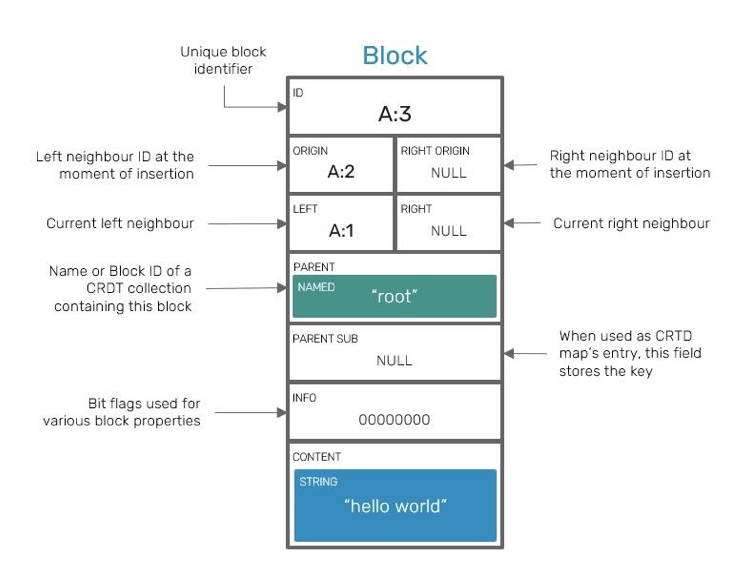 Block
Unique block
identifier
ID
A:3
Left neighbour ID at the
moment of insertion
ORIGIN
A:2
RIGHT ORIGIN
NULL
Right neighbour ID at
the moment of insertion
Current left neighbour
LEFT
A:1
RIGHT
NULL
Current right neighbour
Name or Block ID of a
CRDT collection
containing this block
PARENT
NAMED
“root”
PARENT SUB
NULL
When used as CRTD
map’s entry, this field
stores the key
Bit flags used for
various block properties
INFO
00000000
CONTENT
STRING
“hello world”